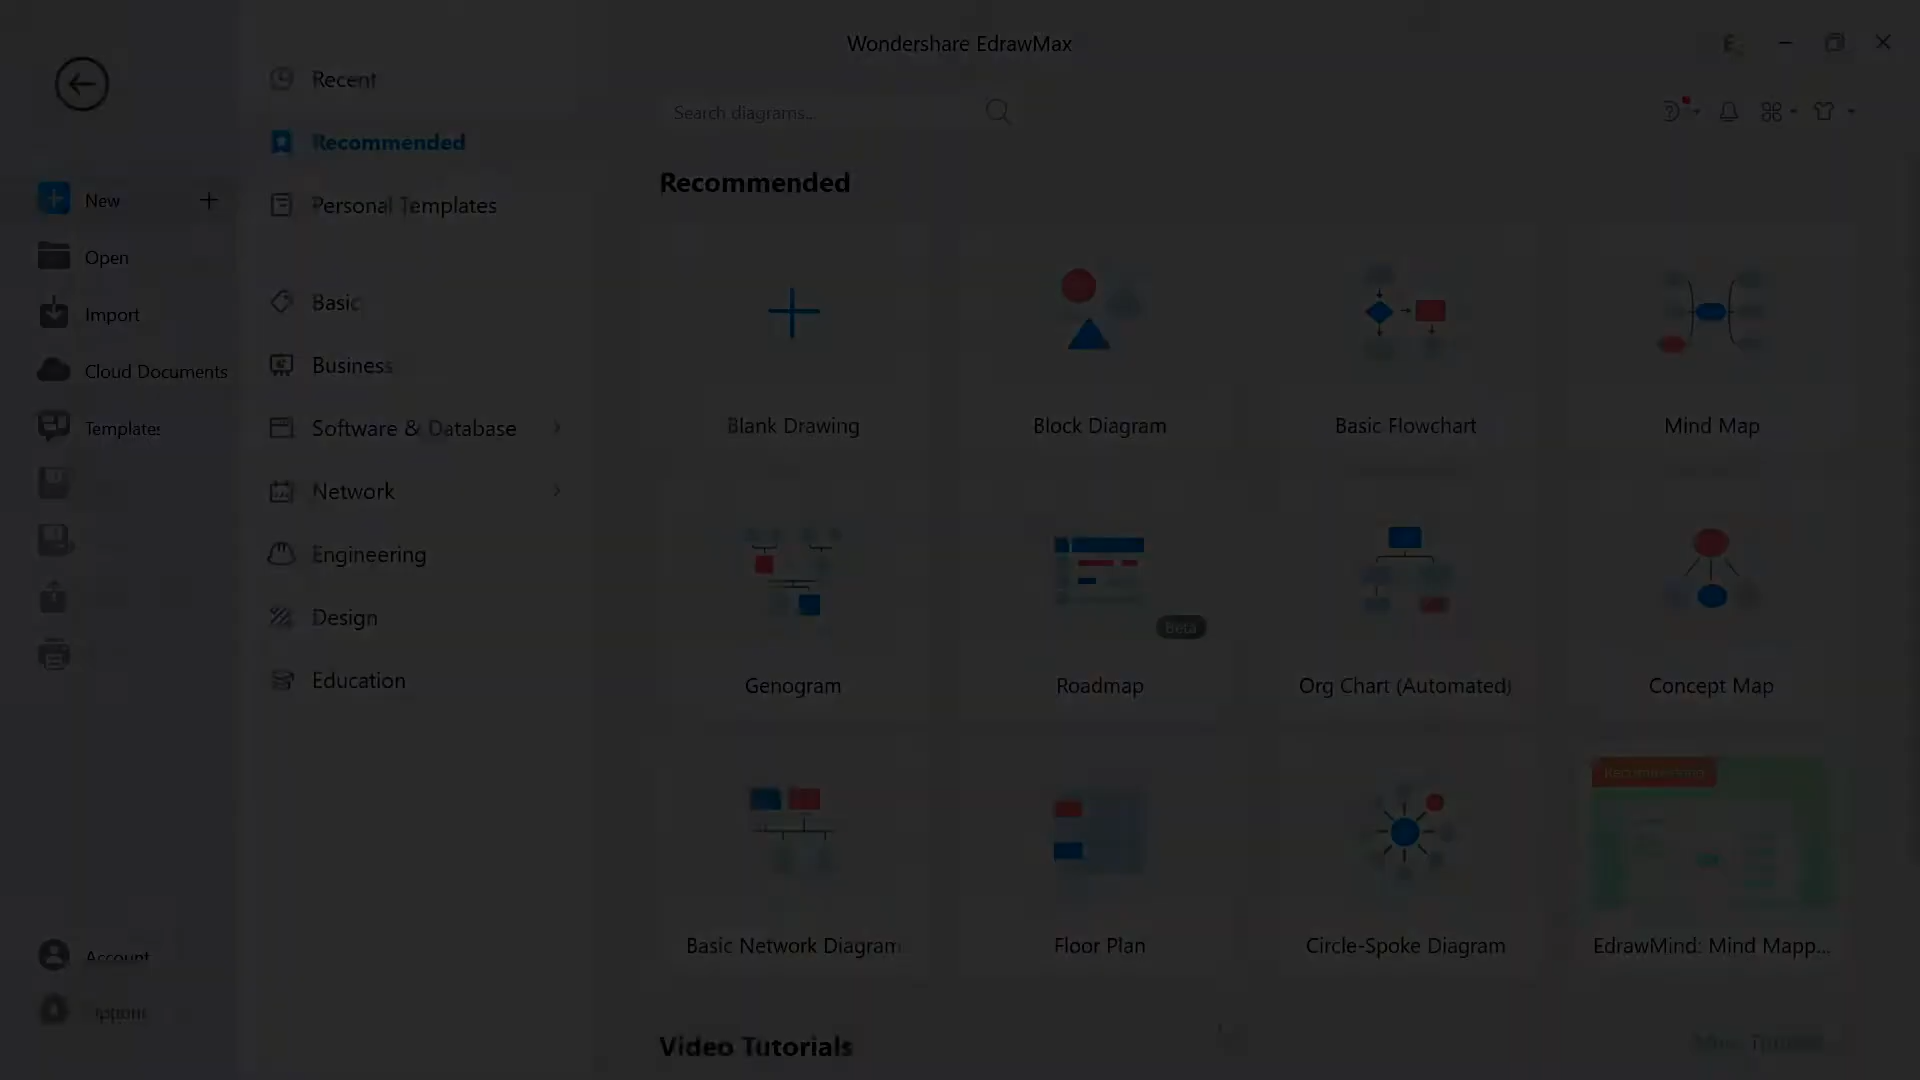 Wondershare EdrawMax
Recent
Search diagrams...
Recommended
Recommended
New
Personal Templates
Open
Basic
Import
Business
Cloud Documents
Blank Drawing
Block Diagram
Basic Flowchart
Mind Map
Templates
Software & Database
Network
Engineering
Design
Beta
Education
Genogram
Roadmap
Org Chart (Automated)
Concept Map
Basic Network Diagram
Floor Plan
Circle-Spoke Diagram
EdrawMind: Mind Mapp...
Account
Video Tutorials